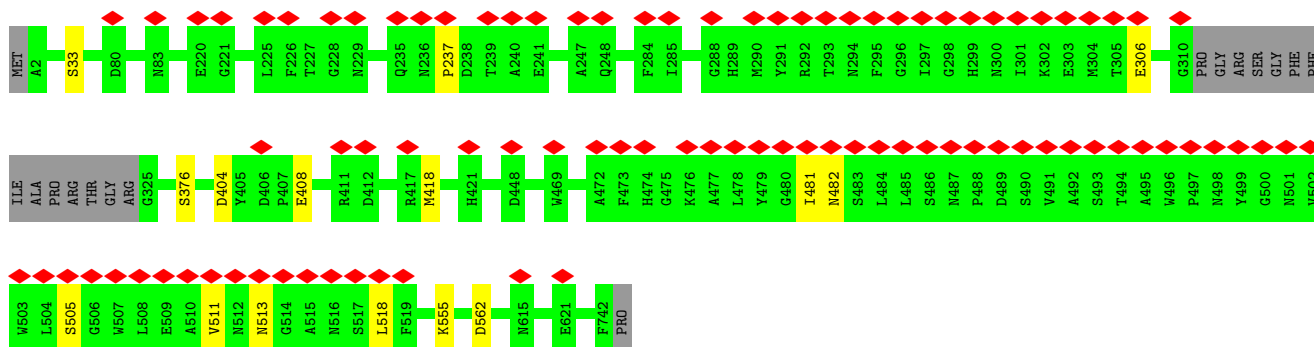 MET A2 S33 D80 N83 E220 G221 L225 F226 T227 G228 N229 Q235 N236 P237 D238 T239 A240 E241 A247 Q248 F284 I285 G288 H289 M290 Y291 R292 T293 N294 F295 G296 I297 G298 H299 N300 I301 K302 E303 M304 T305 E306 G310 PRO GLY ARG SER GLY PHE PHE
ILE ALA PRO ARG THR GLY ARG G325 S376 D404 Y405 D406 P407 E408 R411 D412 R417 M418 H421 D448 W469 A472 F473 H474 G475 K476 A477 L478 Y479 G480 I481 N482 S483 L484 L485 S486 N487 P488 D489 S490 V491 A492 S493 T494 A495 W496 P497 N498 Y499 G500 N501
W503 L504 S505 G506 W507 L508 E509 A510 V511 N512 N513 G514 A515 N516 S517 L518 F519 K555 D562 N615 E621 F742 PRO